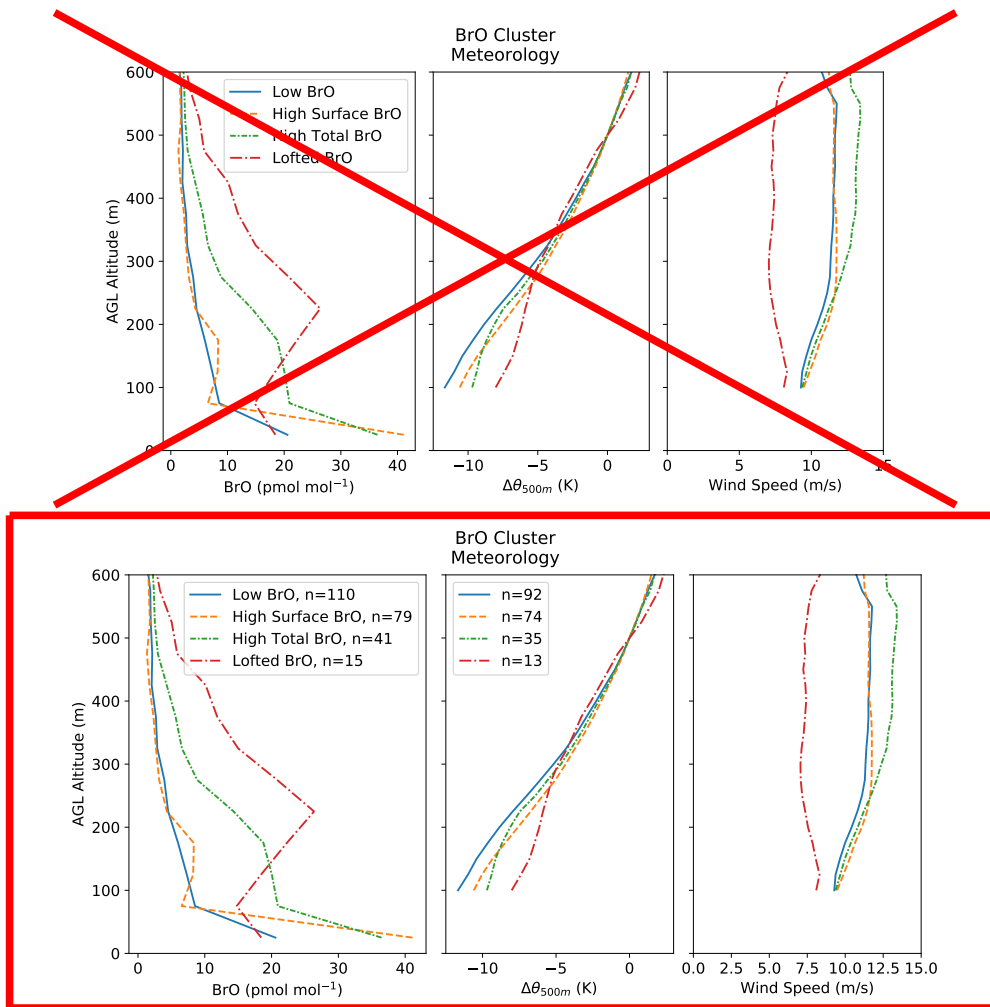 BrO Cluster
Meteorology
600
500
400
300
200
100
0
AGL Altitude (m)
Low BrO
High Surface BrO
High Total BrO
Lofted BrO
0 10 20 30 40
BrO (pmol mol⁻¹)
−10 −5 0
Δθ500m (K)
0 5 10 15
Wind Speed (m/s)
BrO Cluster
Meteorology
600
500
400
300
200
100
0
AGL Altitude (m)
Low BrO, n=110
High Surface BrO, n=79
High Total BrO, n=41
Lofted BrO, n=15
n=92
n=74
n=35
n=13
0 10 20 30 40
BrO (pmol mol⁻¹)
−10 −5 0
Δθ500m (K)
0.0 2.5 5.0 7.5 10.0 12.5 15.0
Wind Speed (m/s)